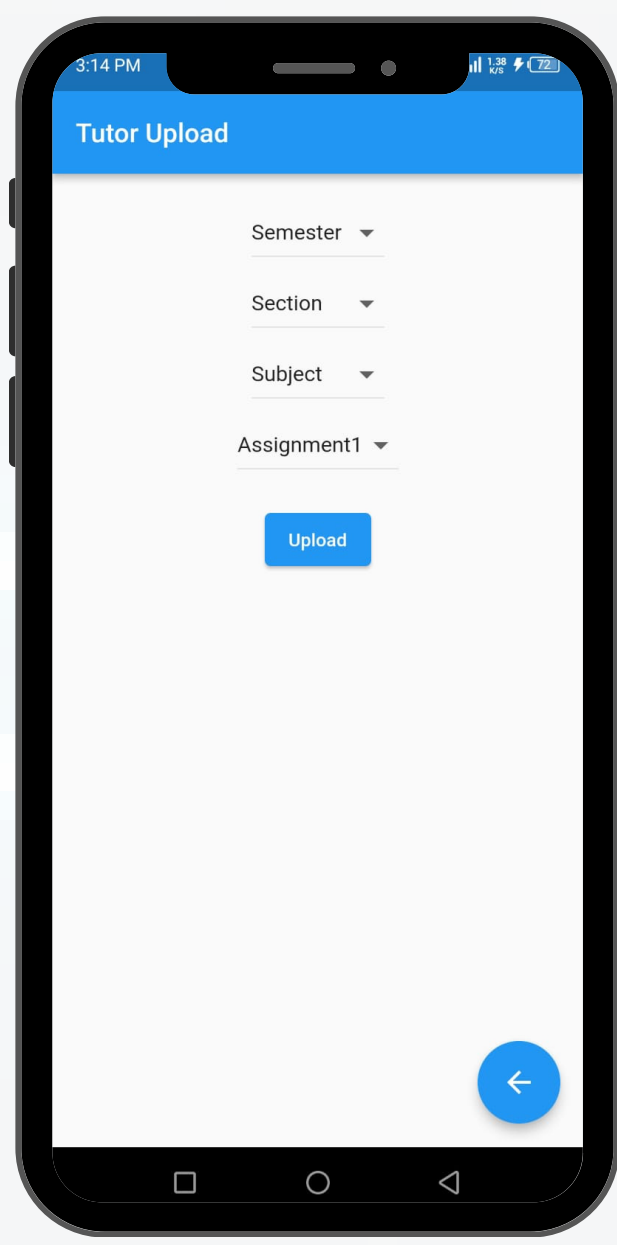 3:14 PM 1.38 K/S 72
Tutor Upload
Semester
Section
Subject
Assignment1
Upload